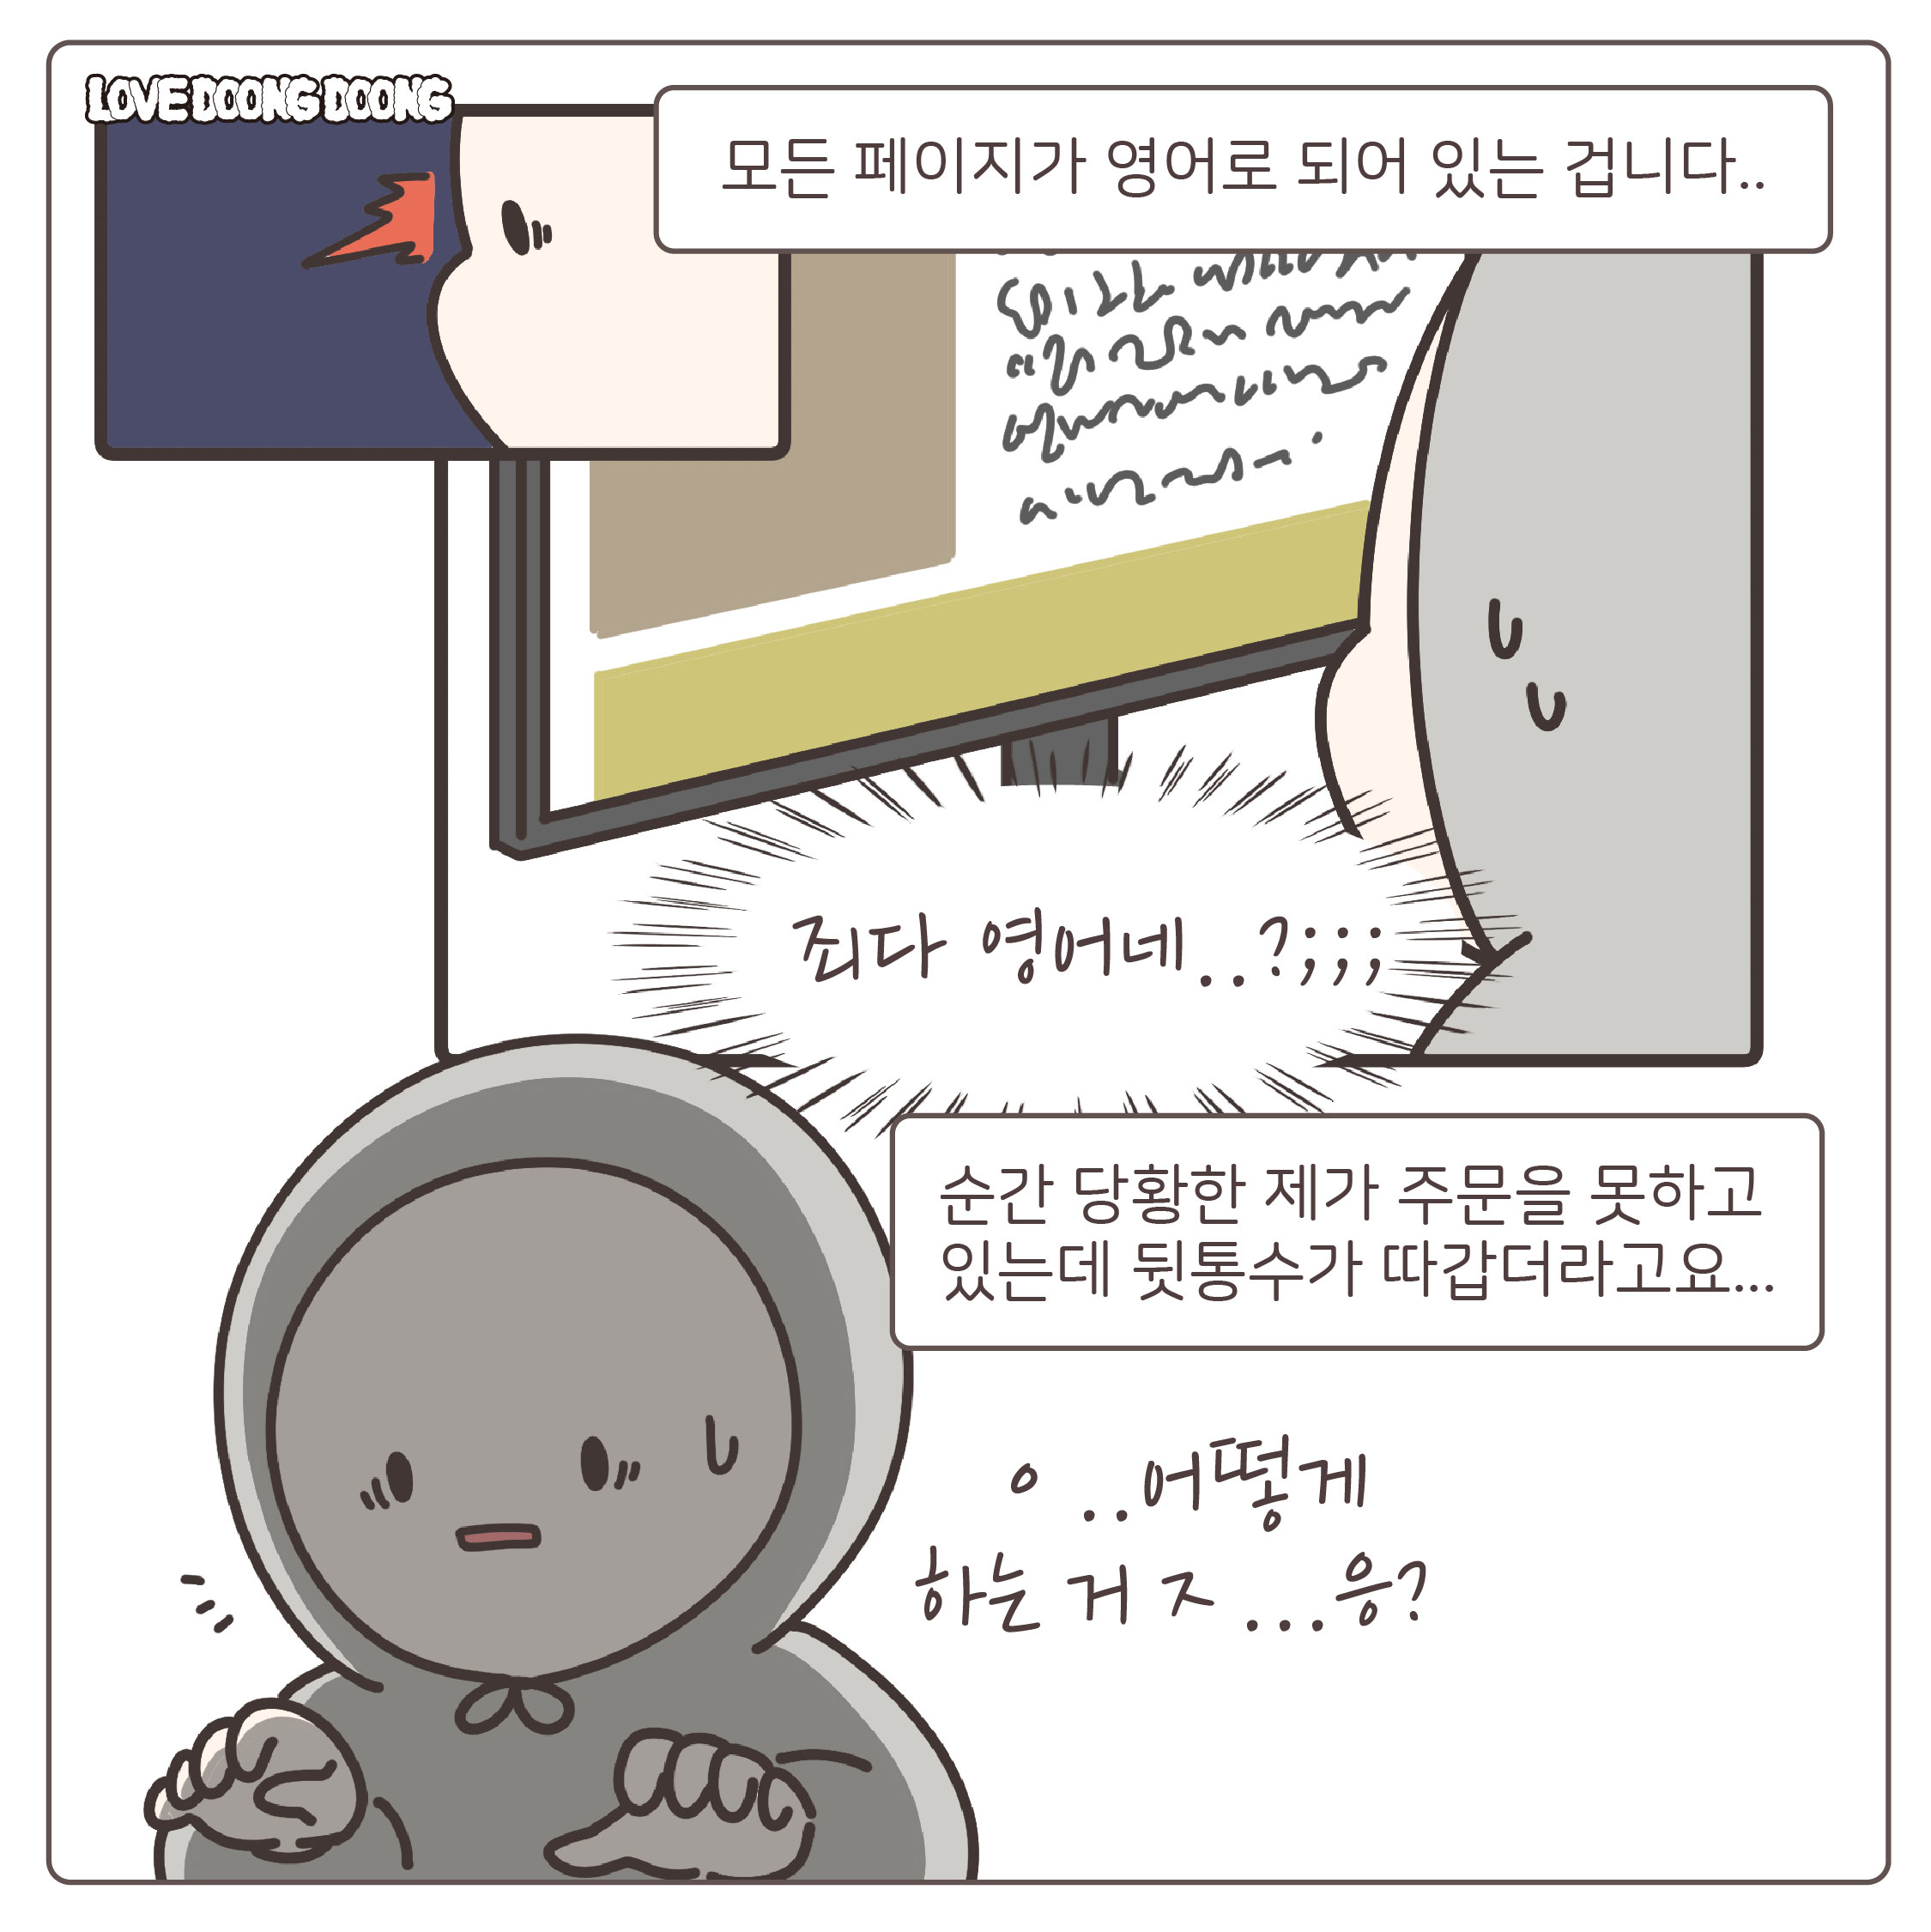 LOVE DOONG DOONG
모든 페이지가 영어로 되어 있는 겁니다..
죄다 영어네..?;;;
순간 당황한 제가 주문을 못하고
있는데 뒷통수가 따갑더라고요...
ㅇ..어떻게
하는 거 ㅈ...응?